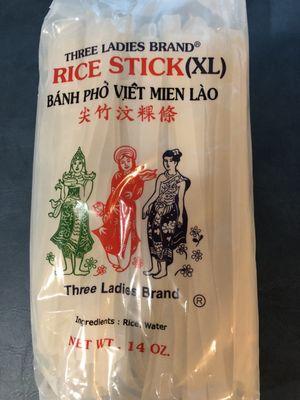 THREE LADIES BRAND®
RICE STICK(XL)
BÁNH PHỞ VIỆT MIEN LÀO
尖竹汶粿條
Three Ladies Brand ®
Ingredients : Rice, Water
NET WT. 14 OZ.